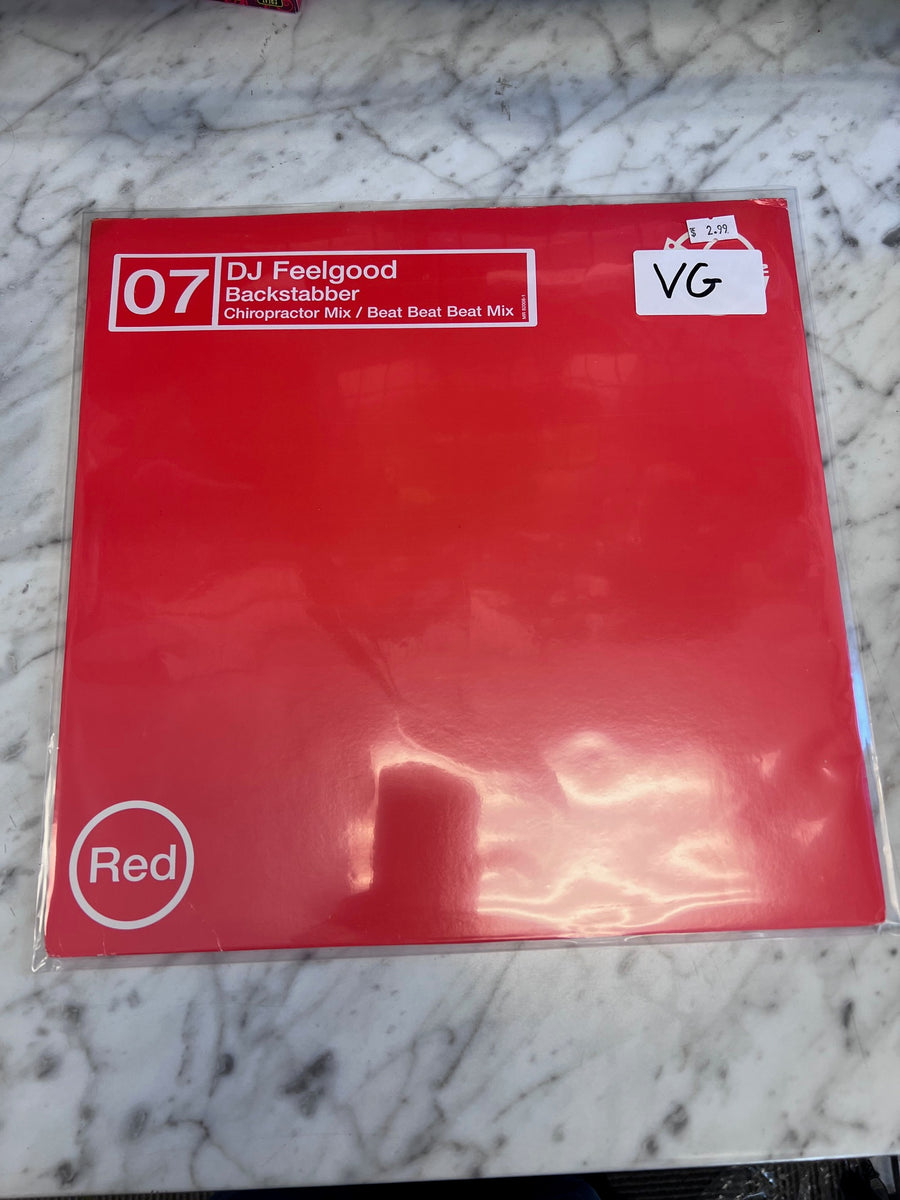 07
DJ Feelgood
Backstabber
Chiropractor Mix / Beat Beat Beat Mix
2.99
VG
Red